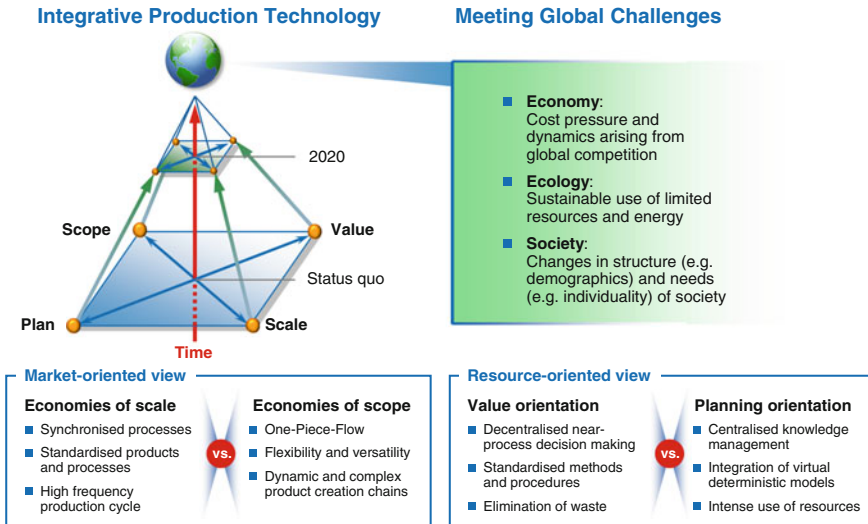 Integrative Production Technology
Meeting Global Challenges
Economy:
Cost pressure and
dynamics arising from
global competition
Ecology:
Sustainable use of limited
resources and energy
Society:
Changes in structure (e.g.
demographics) and needs
(e.g. individuality) of society
2020
Scope
Value
Status quo
Plan
Scale
Time
Market-oriented view
Economies of scale
Synchronised processes
Standardised products
and processes
High frequency
production cycle
vs.
Economies of scope
One-Piece-Flow
Flexibility and versatility
Dynamic and complex
product creation chains
Resource-oriented view
Value orientation
Decentralised near-
process decision making
Standardised methods
and procedures
Elimination of waste
vs.
Planning orientation
Centralised knowledge
management
Integration of virtual
deterministic models
Intense use of resources